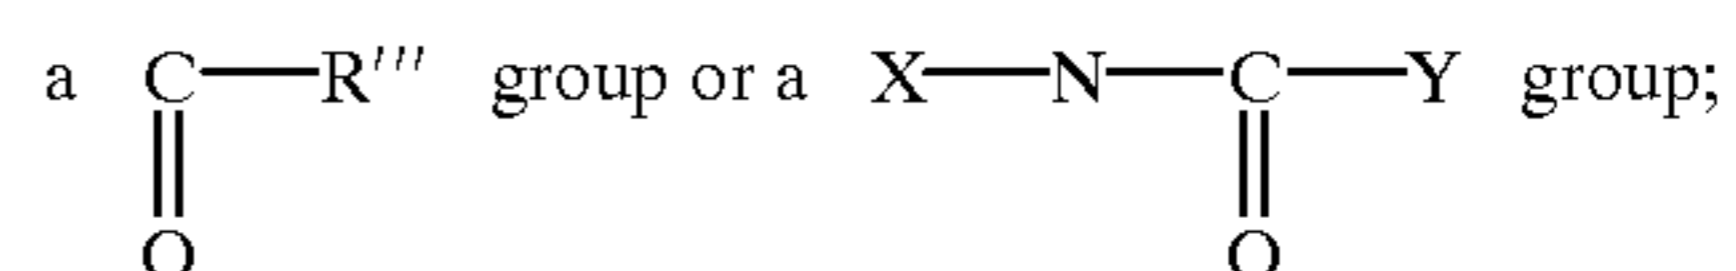 a C—R''' group or a X—N—C—Y group;
O O